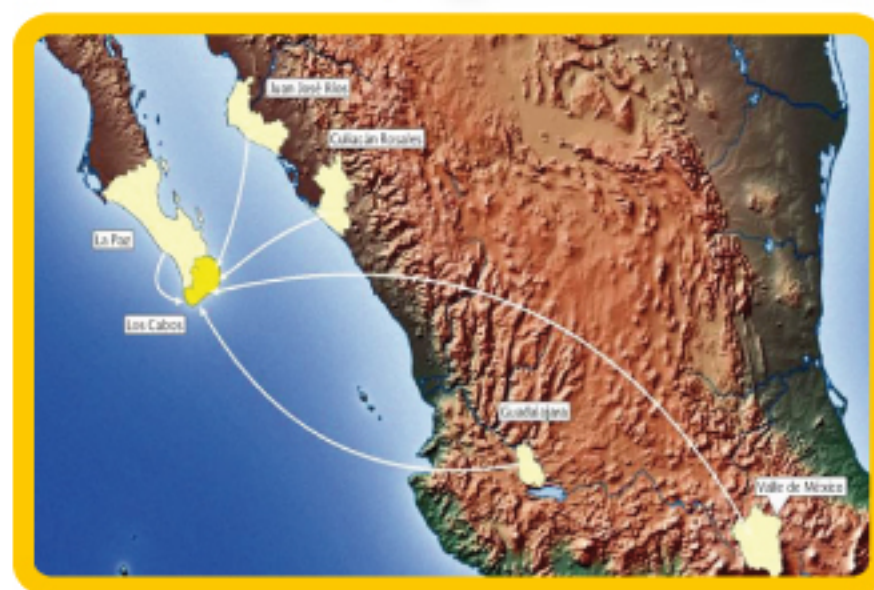 Juan José Ríos
Culiacán Rosales
La Paz
Los Cabos
Guadalajara
Valle de México